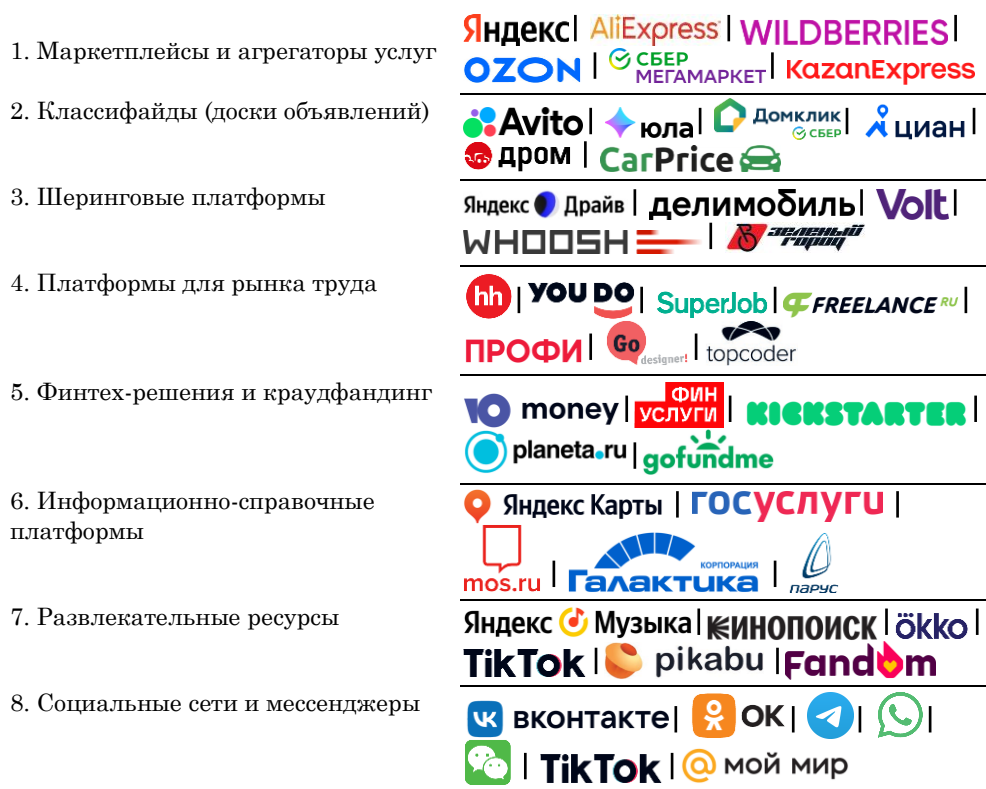 1. Маркетплейсы и агрегаторы услуг
Яндекс | AliExpress | WILDBERRIES |
OZON | СБЕР МЕГАМАРКЕТ | KazanExpress
2. Классифайды (доски объявлений)
Avito | юла | Домклик СБЕР | циан |
дром | CarPrice
3. Шеринговые платформы
Яндекс Драйв | делимобиль | Volt |
WHOOSH | ЗЕЛЕНЫЙ ГОРОД
4. Платформы для рынка труда
hh | YOU DO | SuperJob | FREELANCE RU |
ПРОФИ | Go designer! | topcoder
5. Финтех-решения и краудфандинг
Ю money | ФИН УСЛУГИ | KICKSTARTER |
planeta.ru | gofundme
6. Информационно-справочные
платформы
Яндекс Карты | госуслуги |
mos.ru | КОРПОРАЦИЯ Галактика | ПАРУС
7. Развлекательные ресурсы
Яндекс Музыка | КИНОПОИСК | okko |
TikTok | pikabu | Fandom
8. Социальные сети и мессенджеры
вконтакте | ОК | | |
| TikTok | @ мой мир